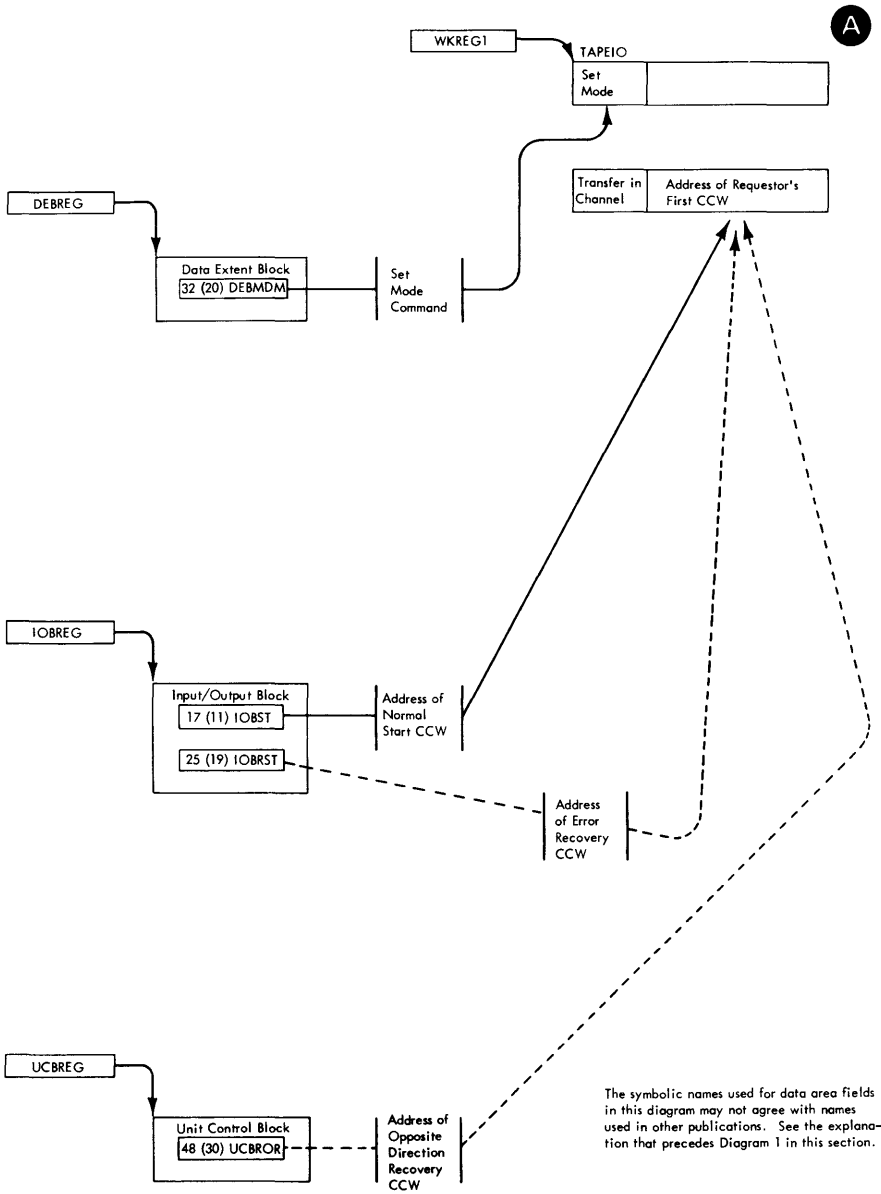 A
WKREG1
TAPEIO
Set
Mode
Transfer in
Channel
Address of Requestor's
First CCW
DEBREG
Data Extent Block
32 (20) DEBMDM
Set
Mode
Command
IOBREG
Input/Output Block
17 (11) IOBST
25 (19) IOBRST
Address of
Normal
Start CCW
Address
of Error
Recovery
CCW
UCBREG
Unit Control Block
48 (30) UCBROR
Address of
Opposite
Direction
Recovery
CCW
The symbolic names used for data area fields
in this diagram may not agree with names
used in other publications. See the explana-
tion that precedes Diagram 1 in this section.